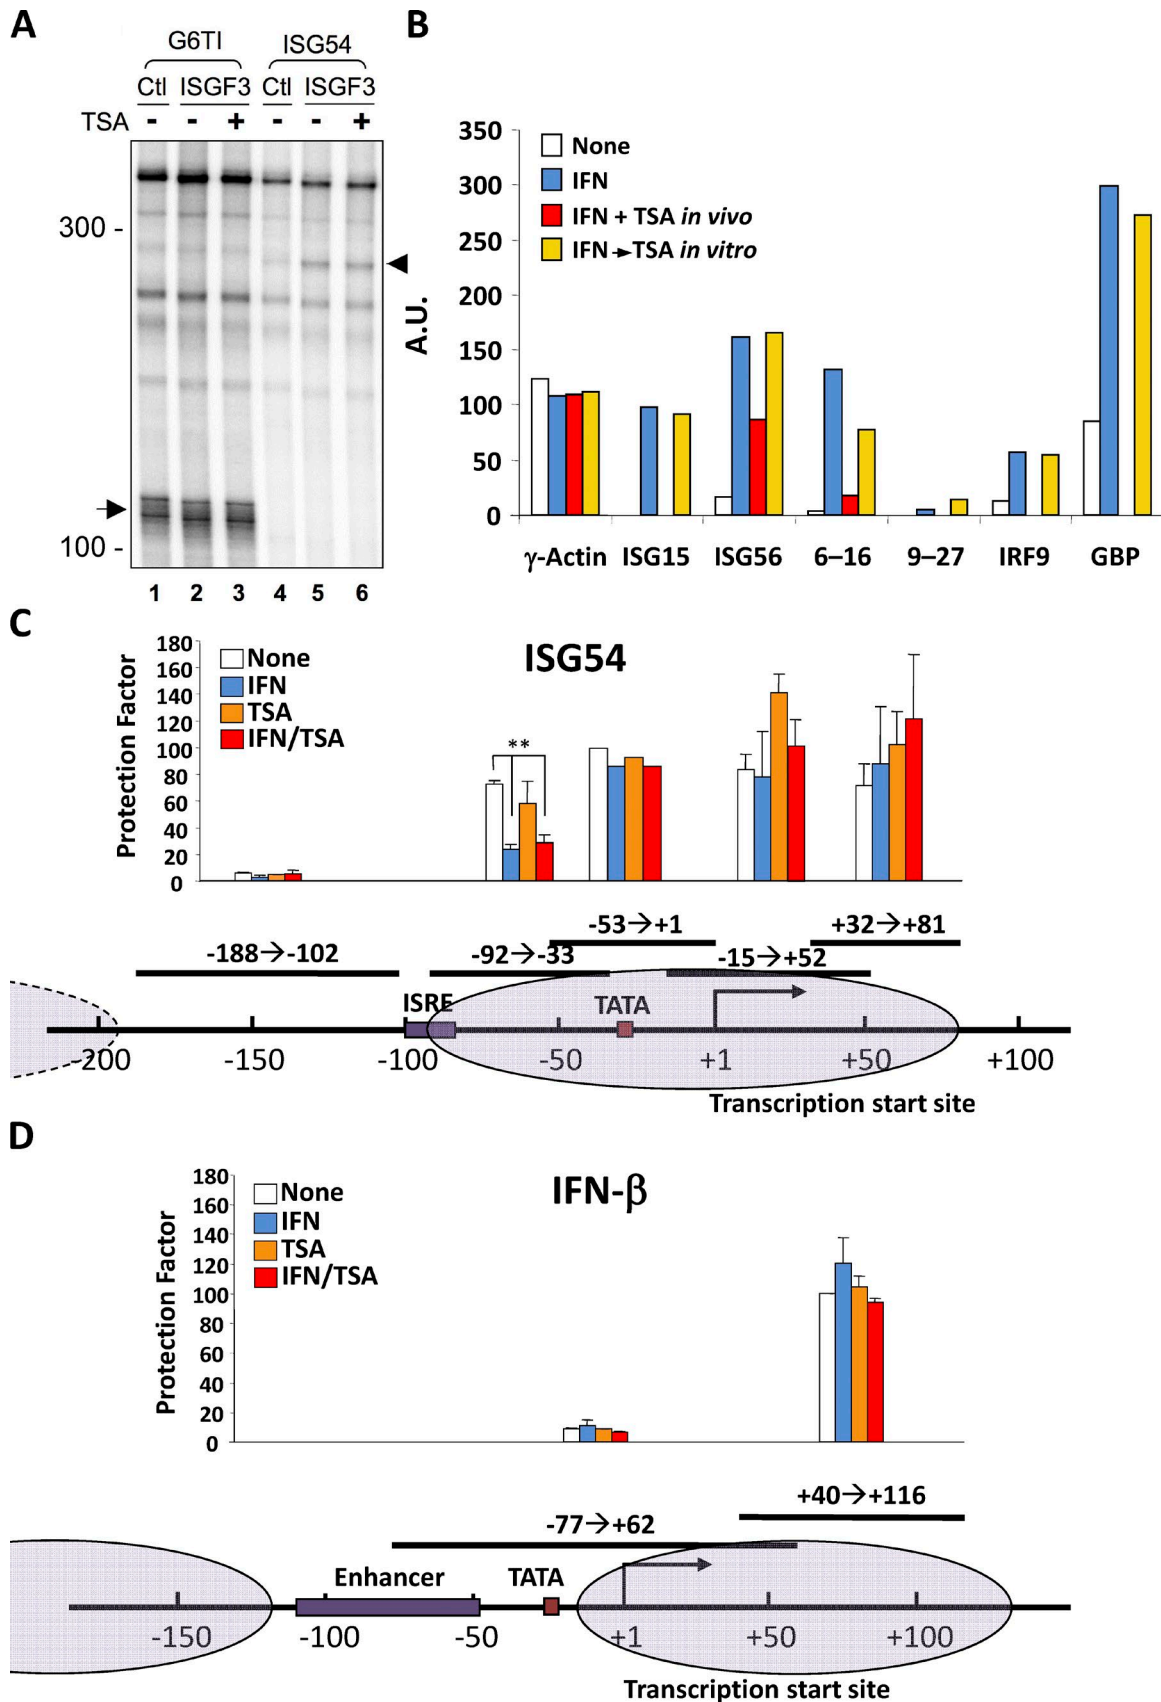 A
G6TI ISG54
Ctl ISGF3 Ctl ISGF3
TSA - - + - - +
300 -
100 -
1 2 3 4 5 6
B
350
300
250
200
150
100
50
0
A.U.
None
IFN
IFN + TSA in vivo
IFN → TSA in vitro
γ-Actin ISG15 ISG56 6–16 9–27 IRF9 GBP
C
ISG54
Protection Factor
180
160
140
120
100
80
60
40
20
0
None
IFN
TSA
IFN/TSA
**
-53→+1 +32→+81
-188→-102 -92→-33 -15→+52
ISRE TATA
-200 -150 -100 -50 +1 +50 +100
Transcription start site
D
IFN-β
Protection Factor
180
160
140
120
100
80
60
40
20
0
None
IFN
TSA
IFN/TSA
+40→+116
-77→+62
Enhancer TATA
-150 -100 -50 +1 +50 +100
Transcription start site